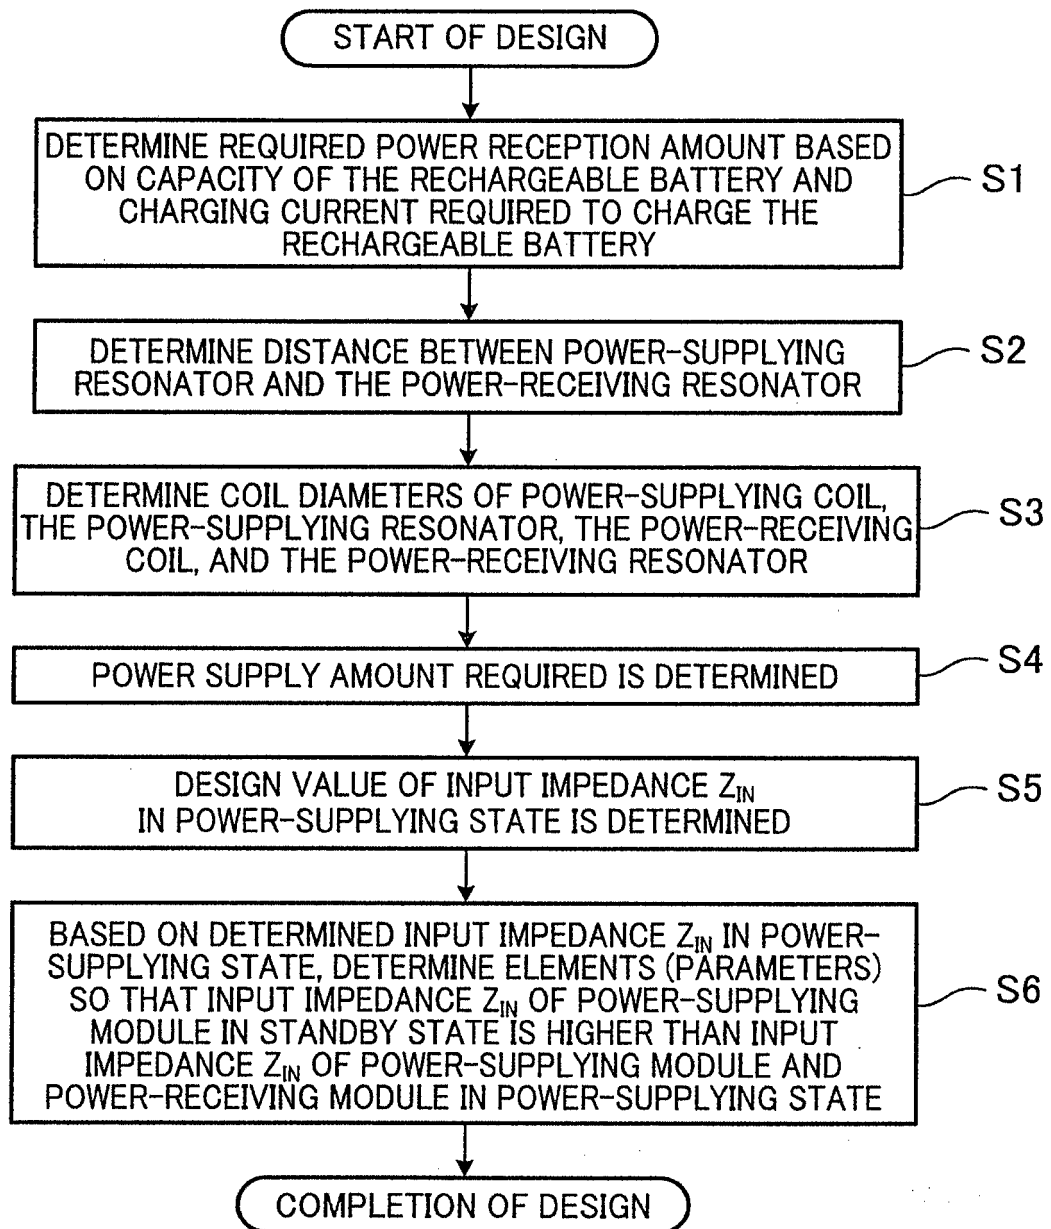 START OF DESIGN
DETERMINE REQUIRED POWER RECEPTION AMOUNT BASED
ON CAPACITY OF THE RECHARGEABLE BATTERY AND
CHARGING CURRENT REQUIRED TO CHARGE THE
RECHARGEABLE BATTERY
S1
DETERMINE DISTANCE BETWEEN POWER-SUPPLYING
RESONATOR AND THE POWER-RECEIVING RESONATOR
S2
DETERMINE COIL DIAMETERS OF POWER-SUPPLYING COIL,
THE POWER-SUPPLYING RESONATOR, THE POWER-RECEIVING
COIL, AND THE POWER-RECEIVING RESONATOR
S3
POWER SUPPLY AMOUNT REQUIRED IS DETERMINED
S4
DESIGN VALUE OF INPUT IMPEDANCE ZIN
IN POWER-SUPPLYING STATE IS DETERMINED
S5
BASED ON DETERMINED INPUT IMPEDANCE ZIN IN POWER-
SUPPLYING STATE, DETERMINE ELEMENTS (PARAMETERS)
SO THAT INPUT IMPEDANCE ZIN OF POWER-SUPPLYING
MODULE IN STANDBY STATE IS HIGHER THAN INPUT
IMPEDANCE ZIN OF POWER-SUPPLYING MODULE AND
POWER-RECEIVING MODULE IN POWER-SUPPLYING STATE
S6
COMPLETION OF DESIGN